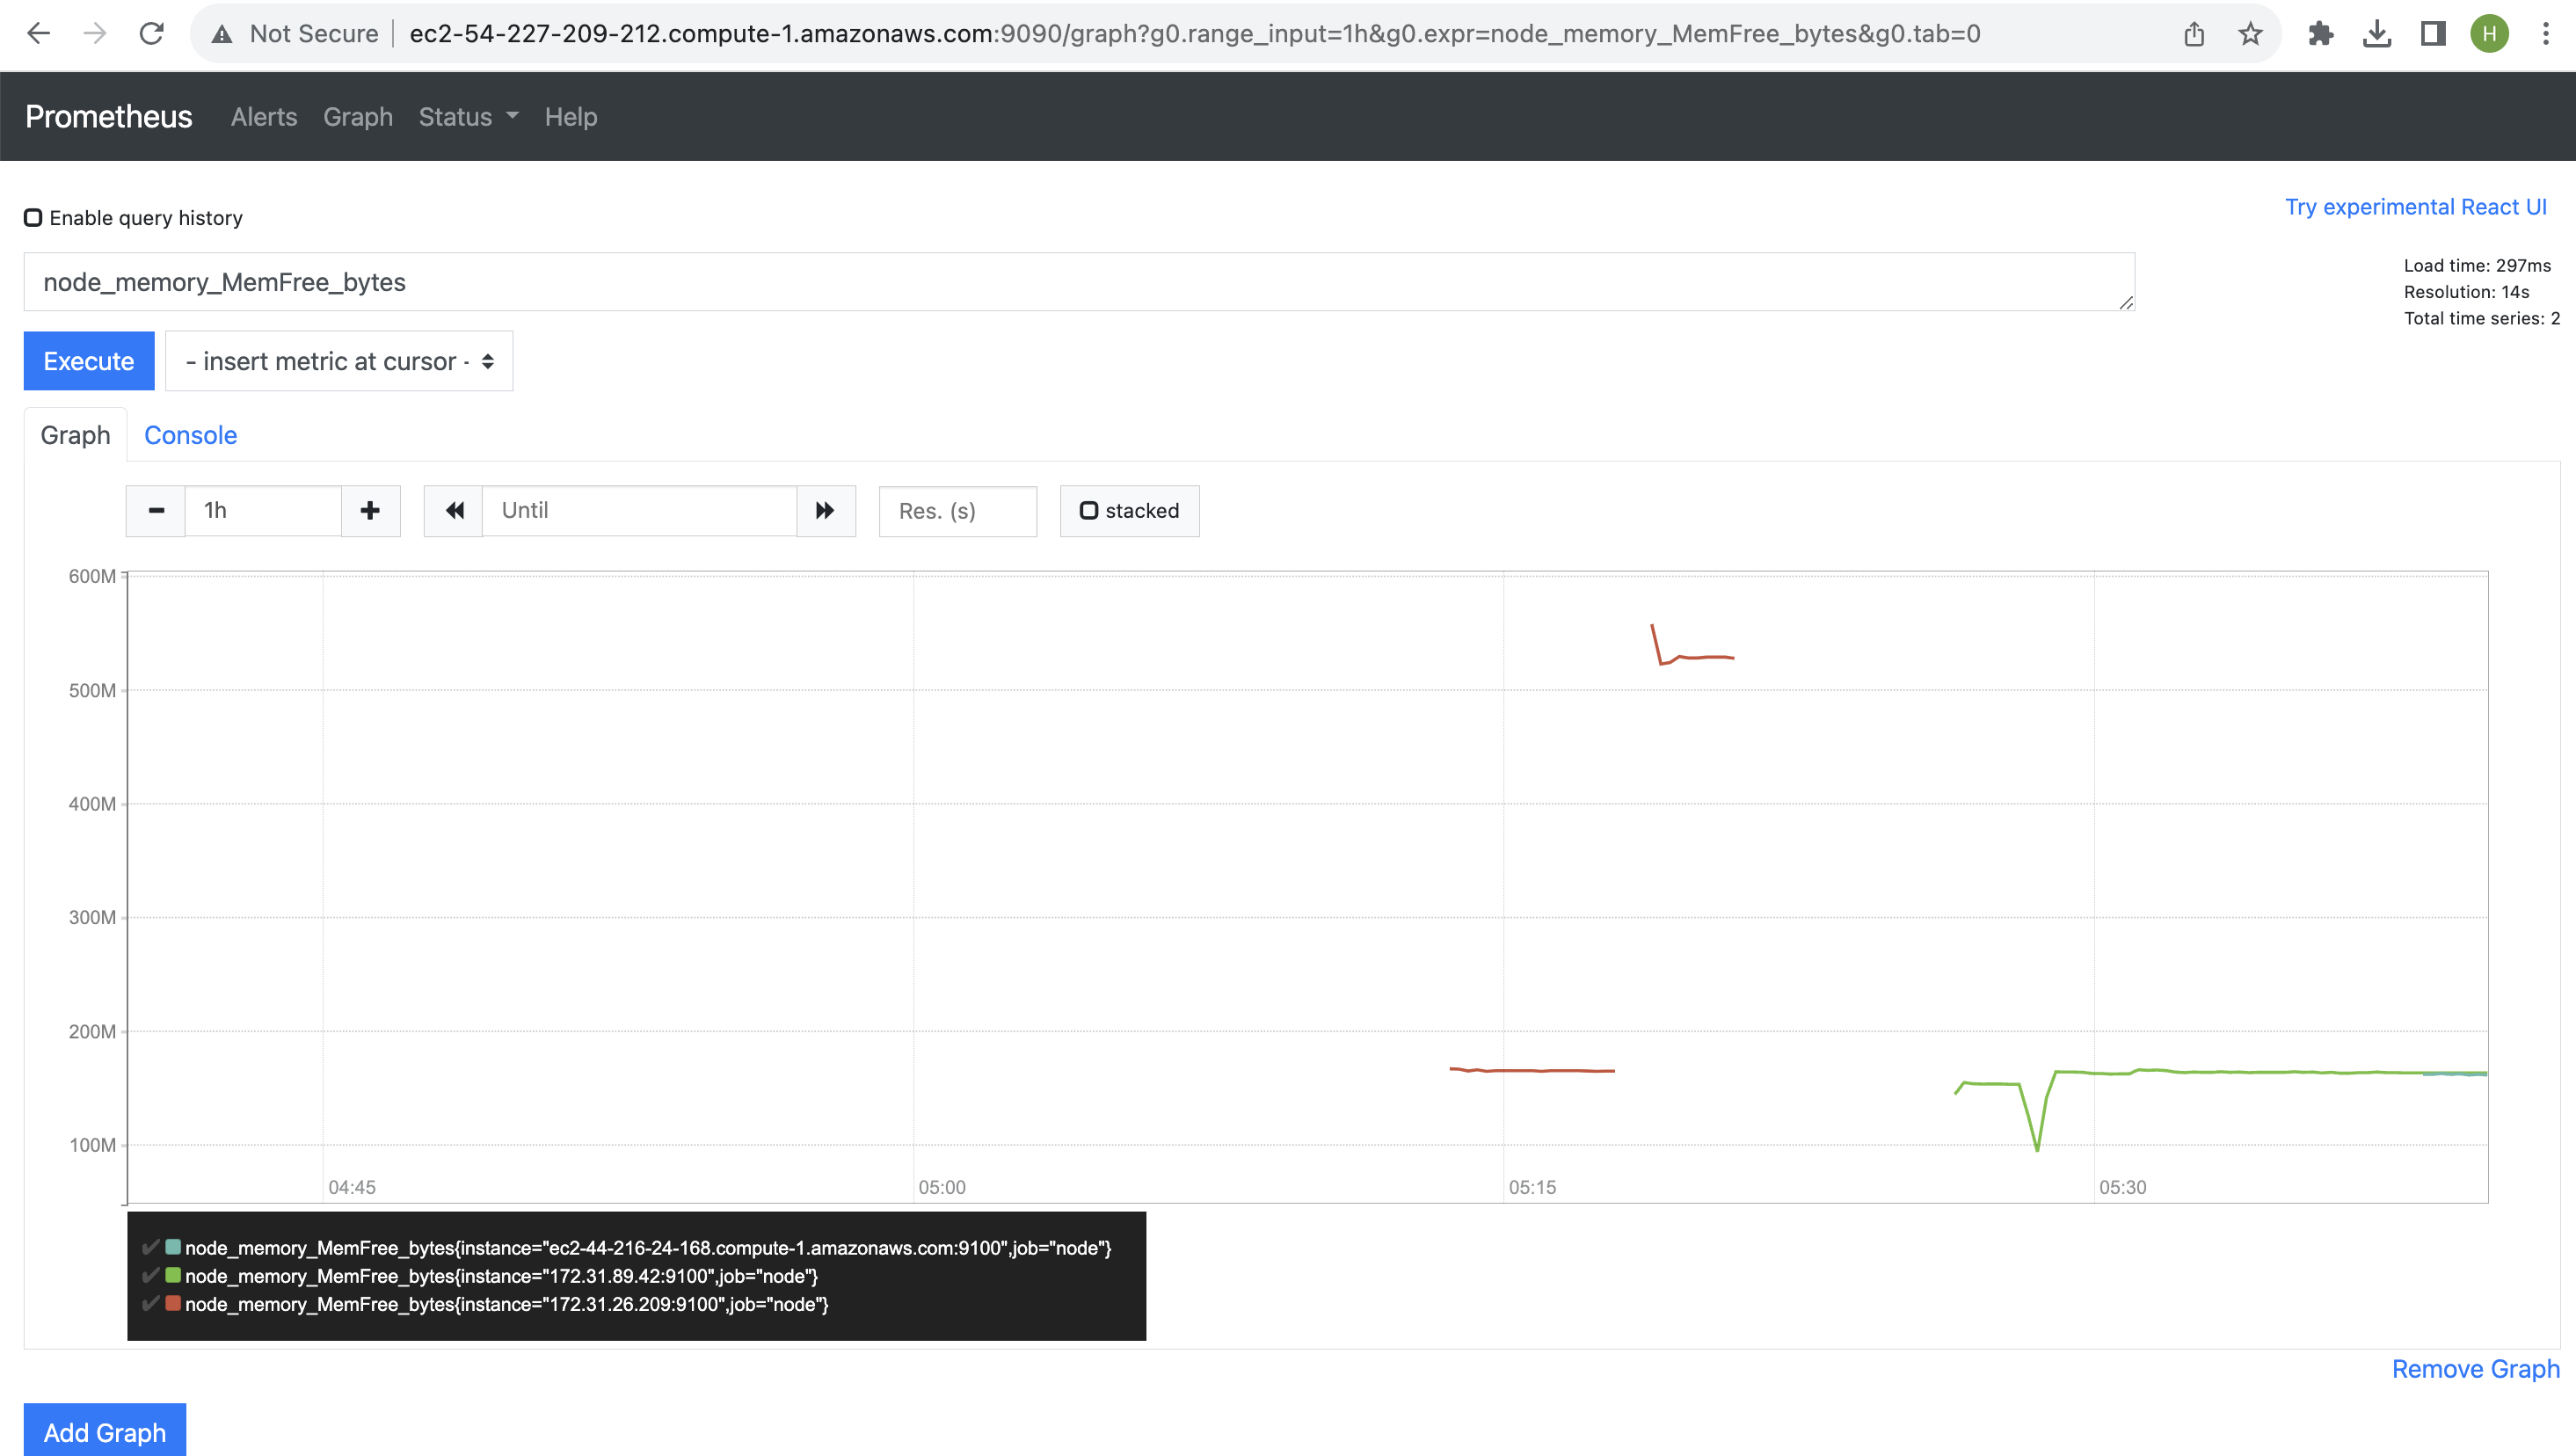 Not Secure ec2-54-227-209-212.compute-1.amazonaws.com:9090/graph?g0.range_input=1h&g0.expr=node_memory_MemFree_bytes&g0.tab=0
H
Prometheus Alerts Graph Status Help
Enable query history
Try experimental React UI
node_memory_MemFree_bytes
Load time: 297ms
Resolution: 14s
Total time series: 2
Execute - insert metric at cursor -
Graph Console
1h Until Res. (s) stacked
600M
500M
400M
300M
200M
100M
04:45 05:00 05:15 05:30
node_memory_MemFree_bytes{instance="ec2-44-216-24-168.compute-1.amazonaws.com:9100",job="node"}
node_memory_MemFree_bytes{instance="172.31.89.42:9100",job="node"}
node_memory_MemFree_bytes{instance="172.31.26.209:9100",job="node"}
Remove Graph
Add Graph